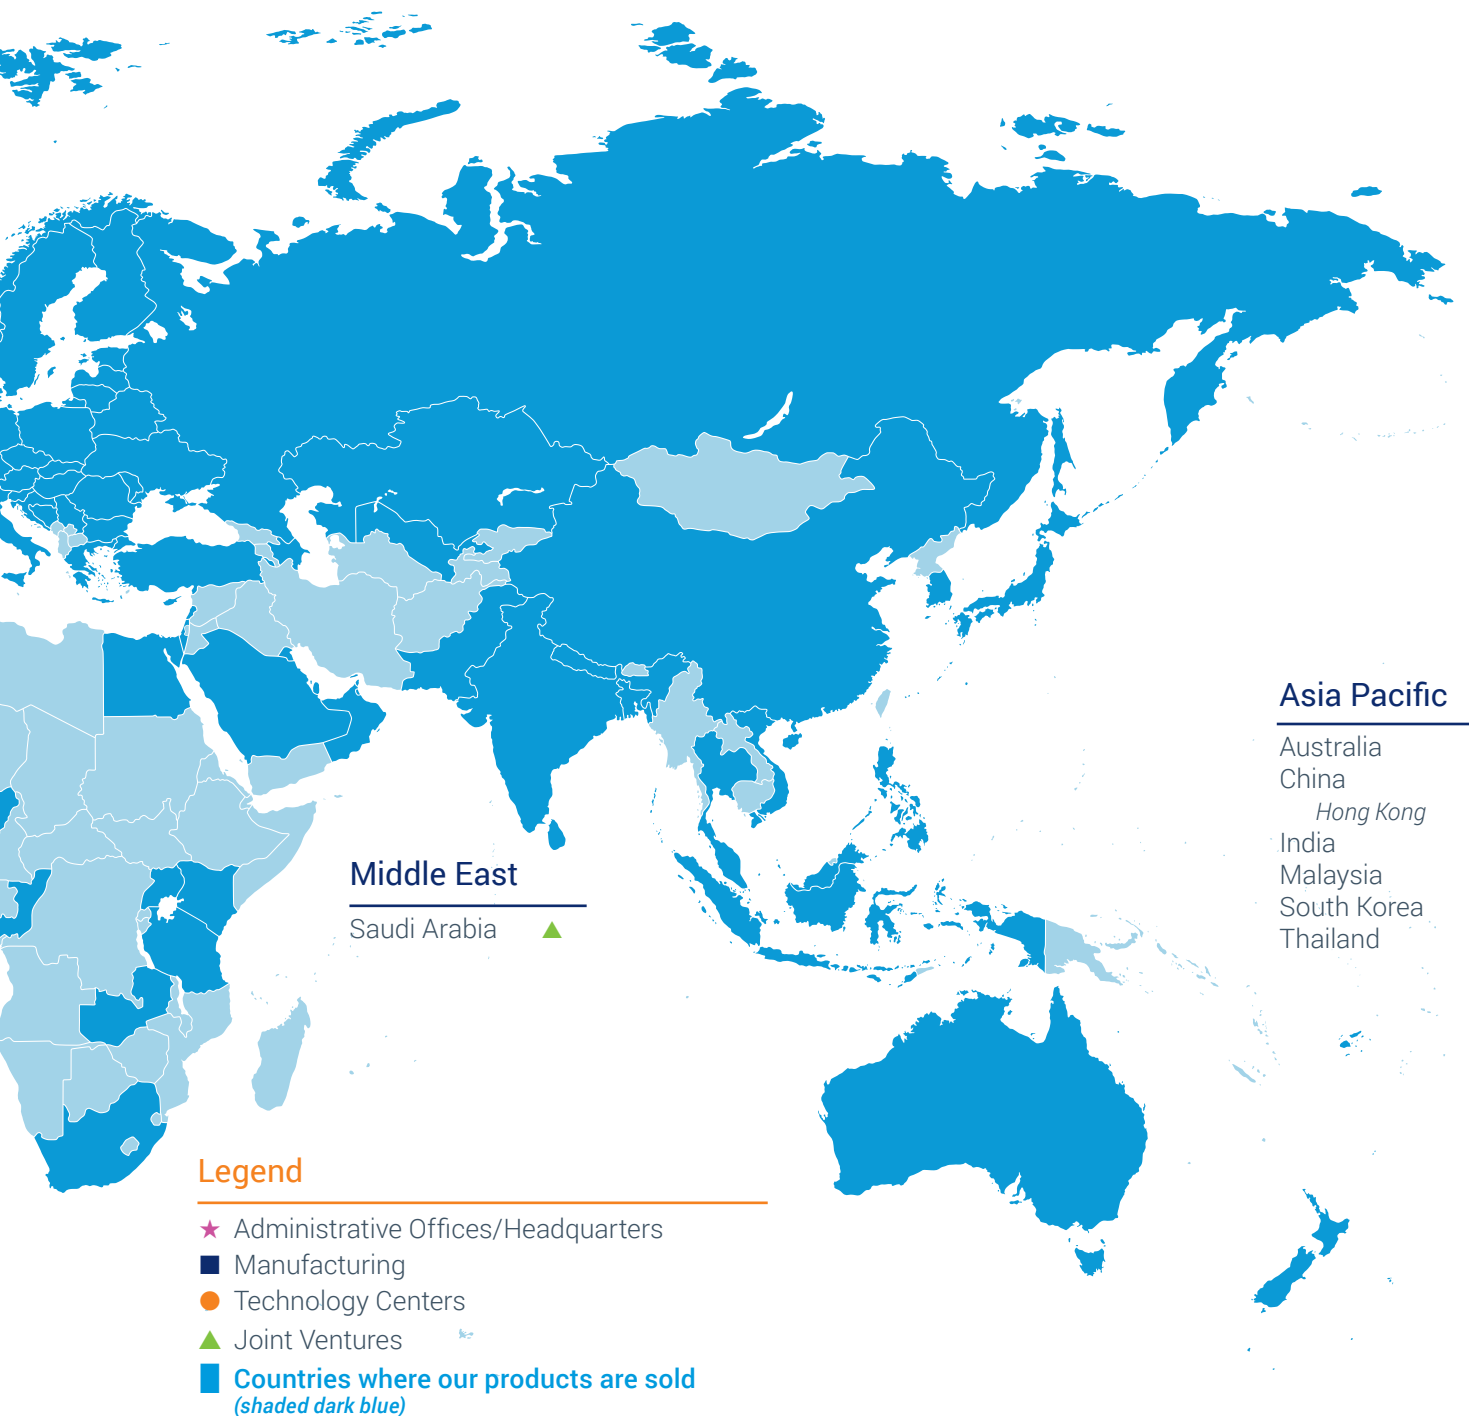 Asia Pacific
Australia
China
Hong Kong
India
Malaysia
South Korea
Thailand
Middle East
Saudi Arabia
Legend
Administrative Offices/Headquarters
Manufacturing
Technology Centers
Joint Ventures
Countries where our products are sold
(shaded dark blue)